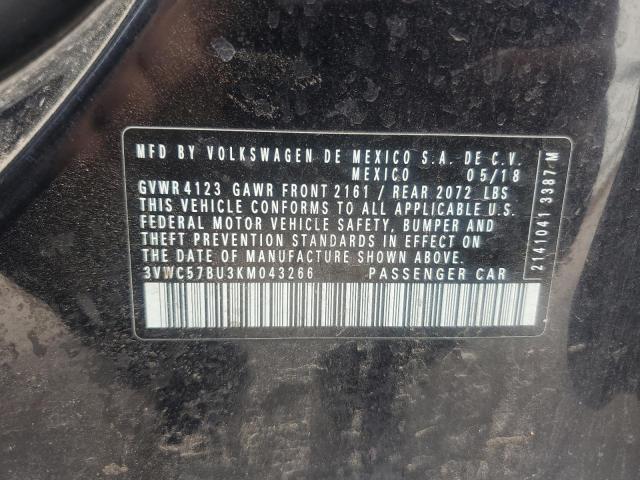 MFD BY VOLKSWAGEN DE MEXICO S.A. DE C.V.
MEXICO 05/18
GVWR 4123 GAWR FRONT 2161 / REAR 2072 LBS
THIS VEHICLE CONFORMS TO ALL APPLICABLE U.S.
FEDERAL MOTOR VEHICLE SAFETY, BUMPER AND
THEFT PREVENTION STANDARDS IN EFFECT ON
THE DATE OF MANUFACTURE SHOWN ABOVE.
3VWC57BU3KM043266 PASSENGER CAR
2141041 3387-M